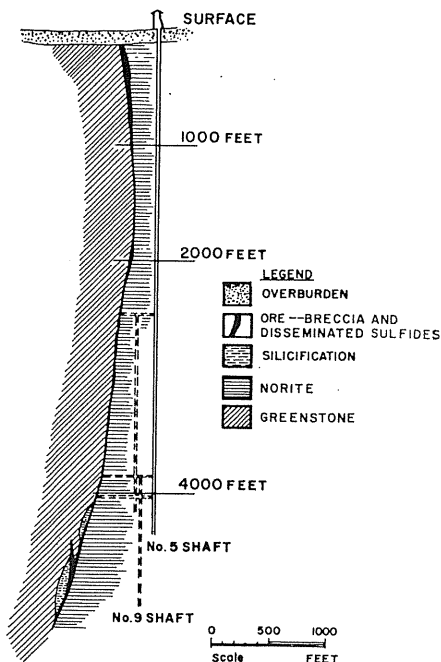 SURFACE
1000 FEET
2000 FEET
LEGEND
OVERBURDEN
ORE--BRECCIA AND
DISSEMINATED SULFIDES
SILICIFICATION
NORITE
GREENSTONE
4000 FEET
No.5 SHAFT
No.9 SHAFT
0 500 1000
Scale FEET